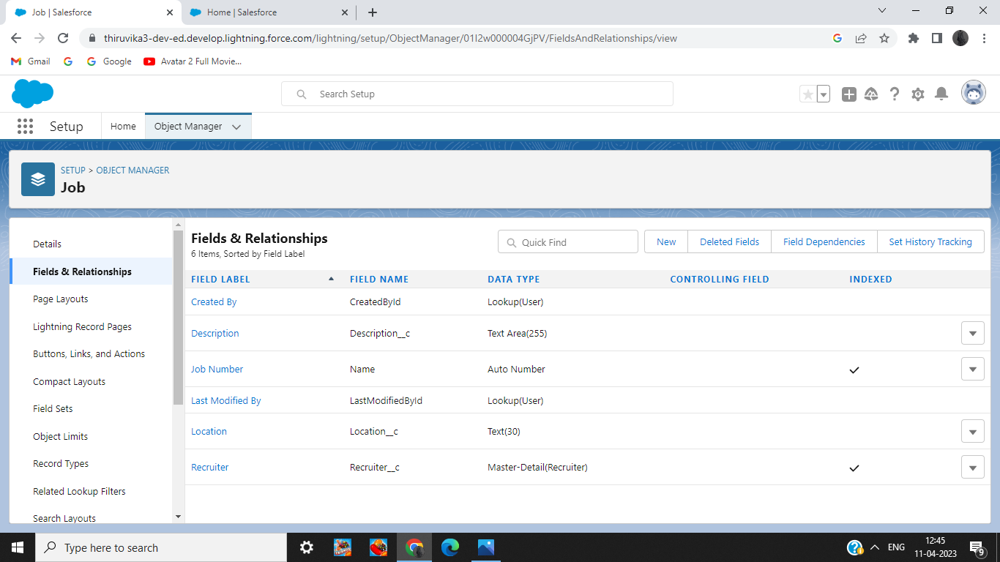 Job | Salesforce
Home | Salesforce
thiruvika3-dev-ed.develop.lightning.force.com/lightning/setup/ObjectManager/01I2w000004GjPV/FieldsAndRelationships/view
Gmail
Google
Avatar 2 Full Movie...
Search Setup
Setup
Home
Object Manager
SETUP > OBJECT MANAGER
Job
Details
Fields & Relationships
Page Layouts
Lightning Record Pages
Buttons, Links, and Actions
Compact Layouts
Field Sets
Object Limits
Record Types
Related Lookup Filters
Search Layouts
Fields & Relationships
6 Items, Sorted by Field Label
Quick Find
New
Deleted Fields
Field Dependencies
Set History Tracking
FIELD LABEL FIELD NAME DATA TYPE CONTROLLING FIELD INDEXED
Created By CreatedById Lookup(User)
Description Description__c Text Area(255)
Job Number Name Auto Number
Last Modified By LastModifiedById Lookup(User)
Location Location__c Text(30)
Recruiter Recruiter__c Master-Detail(Recruiter)
Type here to search
ENG
12:45
11-04-2023
9